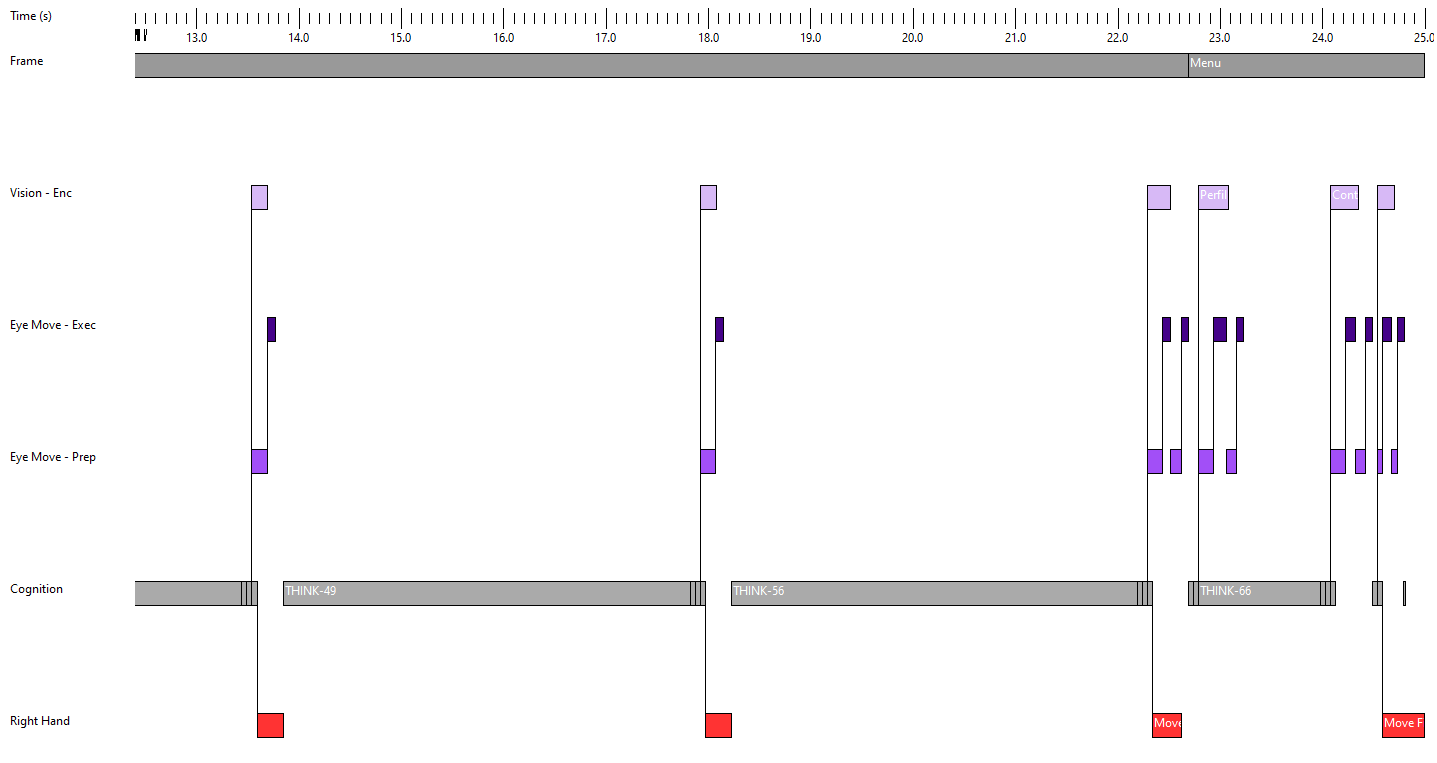 Time (s)
13.0 14.0 15.0 16.0 17.0 18.0 19.0 20.0 21.0 22.0 23.0 24.0 25.0
Frame
Menu
Vision - Enc
Perfil
Cont
Eye Move - Exec
Eye Move - Prep
Cognition
THINK-49
THINK-56
THINK-66
Right Hand
Move
Move F